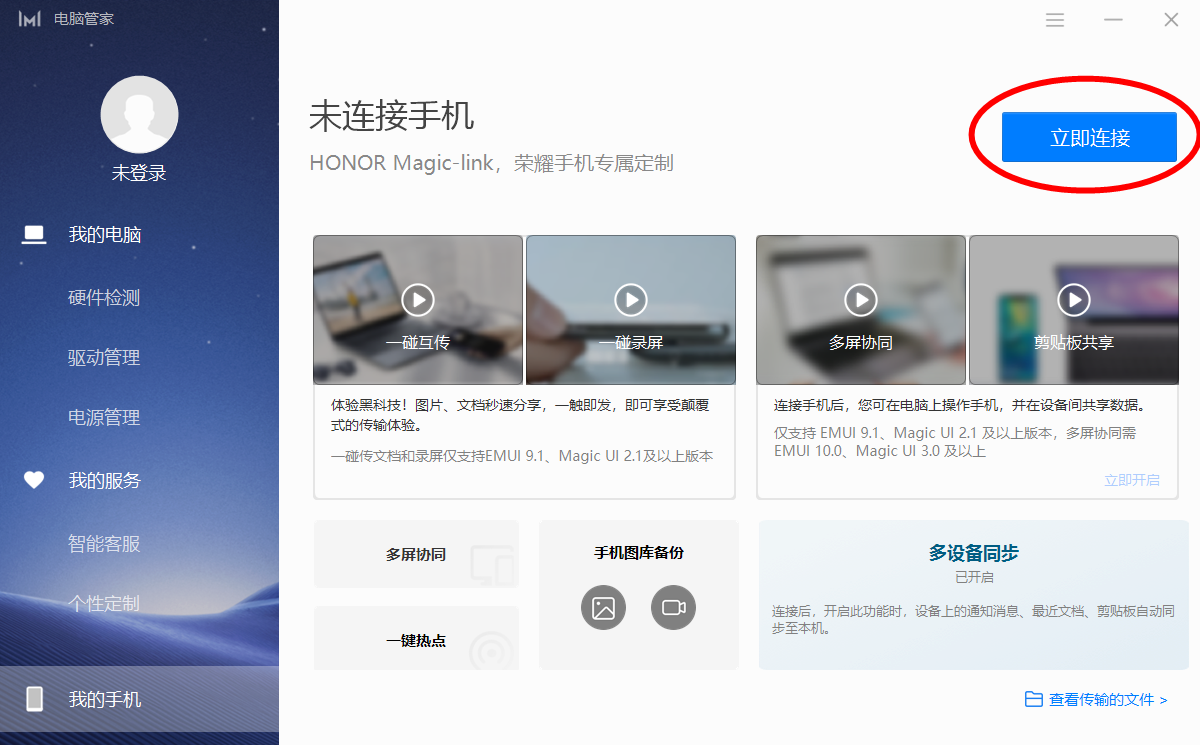 电脑管家
未登录
我的电脑
硬件检测
驱动管理
电源管理
我的服务
智能客服
个性定制
我的手机
未连接手机
HONOR Magic-link，荣耀手机专属定制
立即连接
一碰互传
一碰录屏
体验黑科技！图片、文档秒速分享，一触即发，即可享受颠覆
式的传输体验。
一碰传文档和录屏仅支持EMUI 9.1、Magic UI 2.1及以上版本
多屏协同
剪贴板共享
连接手机后，您可在电脑上操作手机，并在设备间共享数据。
仅支持 EMUI 9.1、Magic UI 2.1 及以上版本，多屏协同需
EMUI 10.0、Magic UI 3.0 及以上
立即开启
多屏协同
一键热点
手机图库备份
多设备同步
已开启
连接后，开启此功能时，设备上的通知消息、最近文档、剪贴板自动同
步至本机。
查看传输的文件 >